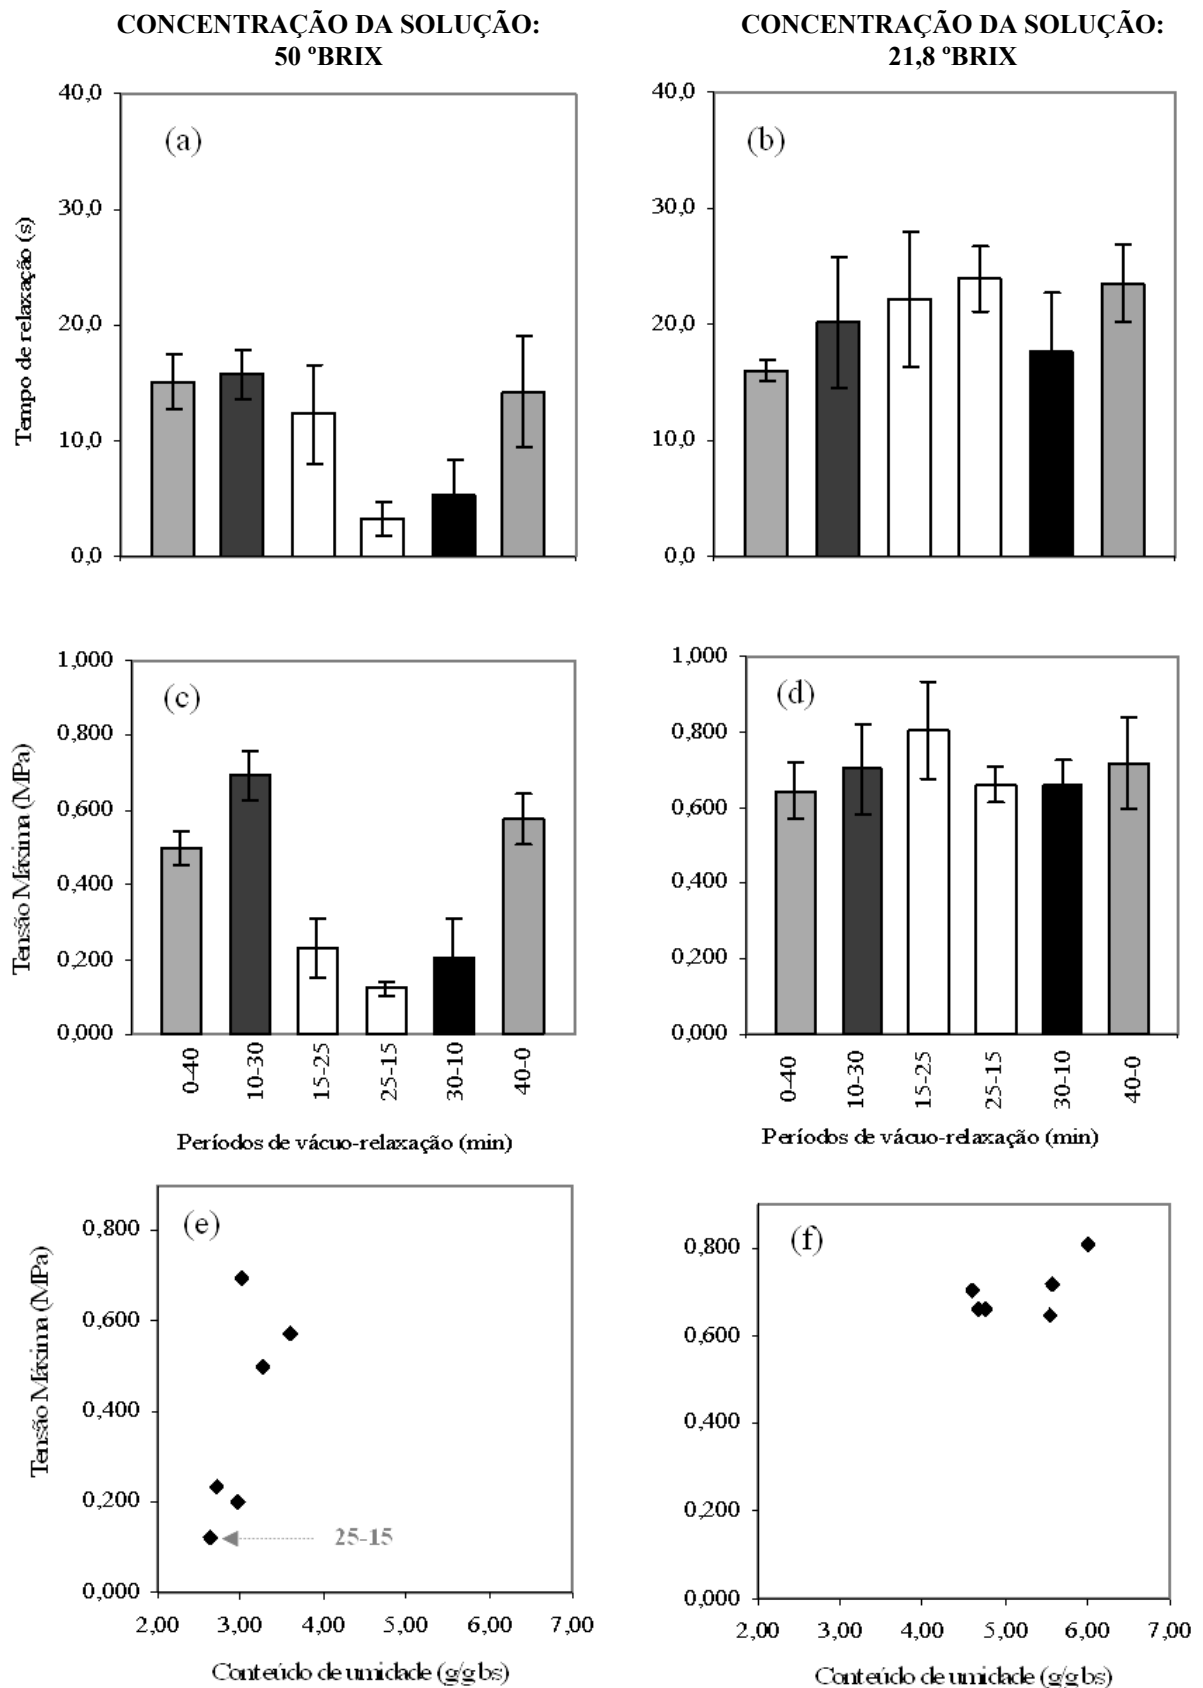 CONCENTRAÇÃO DA SOLUÇÃO:
50 ºBRIX
CONCENTRAÇÃO DA SOLUÇÃO:
21,8 ºBRIX
(a)
40,0
30,0
20,0
10,0
0,0
Tempo de relaxação (s)
(b)
40,0
30,0
20,0
10,0
0,0
(c)
1,000
0,800
0,600
0,400
0,200
0,000
Tensão Máxima (MPa)
0-40
10-30
15-25
25-15
30-10
40-0
Períodos de vácuo-relaxação (min)
(d)
1,000
0,800
0,600
0,400
0,200
0,000
0-40
10-30
15-25
25-15
30-10
40-0
Períodos de vácuo-relaxação (min)
(e)
0,800
0,600
0,400
0,200
0,000
Tensão Máxima (MPa)
25-15
2,00 3,00 4,00 5,00 6,00 7,00
Conteúdo de umidade (g/g bs)
(f)
0,800
0,600
0,400
0,200
0,000
2,00 3,00 4,00 5,00 6,00 7,00
Conteúdo de umidade (g/g bs)